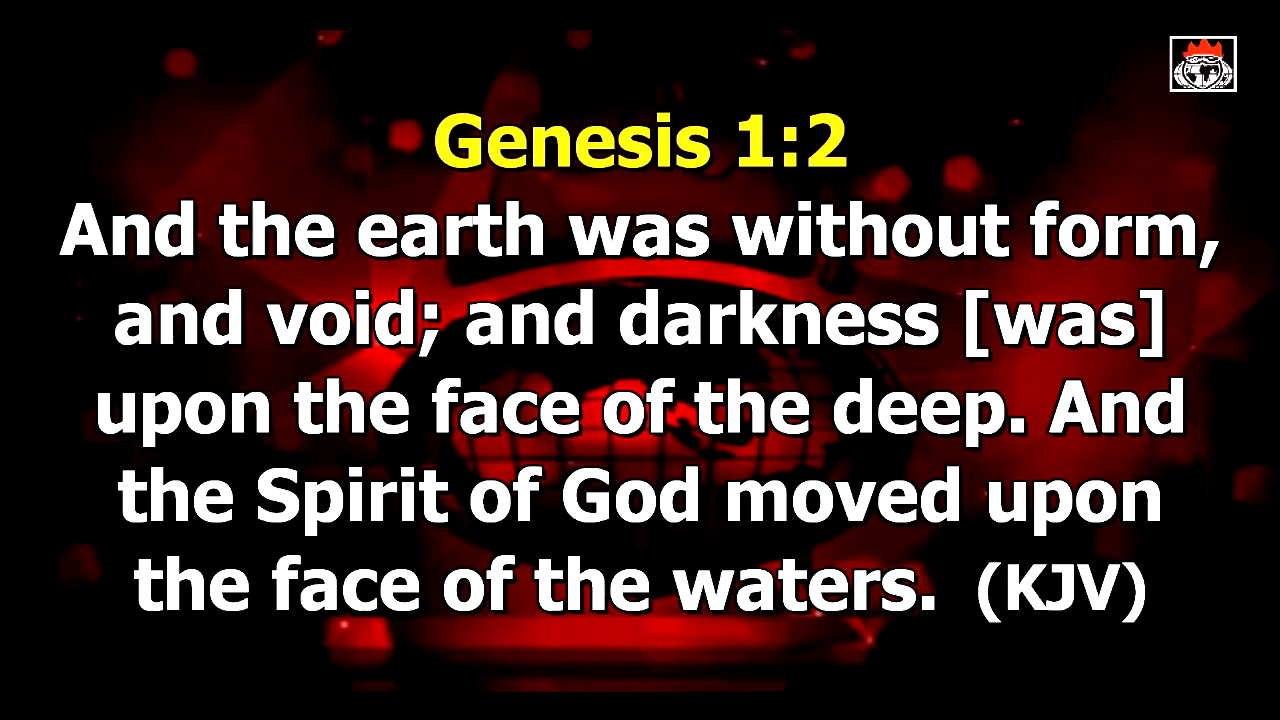 Genesis 1:2
And the earth was without form,
and void; and darkness [was]
upon the face of the deep. And
the Spirit of God moved upon
the face of the waters.  (KJV)